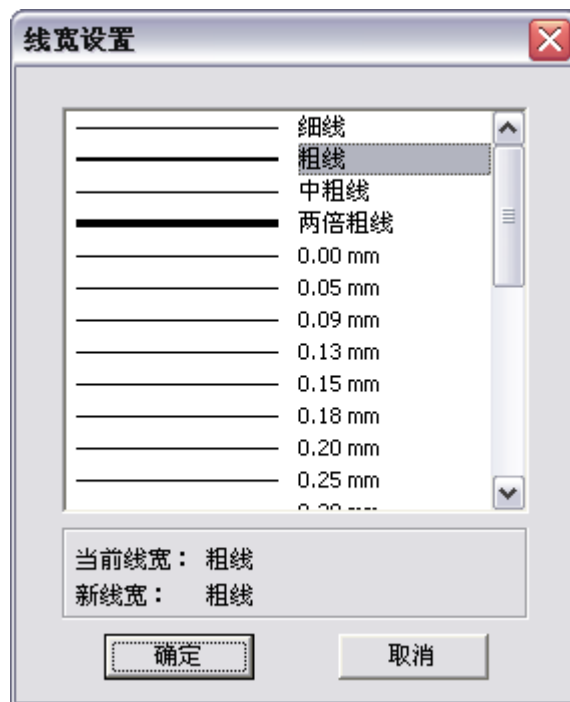 线宽设置
细线
粗线
中粗线
两倍粗线
0.00 mm
0.05 mm
0.09 mm
0.13 mm
0.15 mm
0.18 mm
0.20 mm
0.25 mm
当前线宽： 粗线
新线宽： 粗线
确定 取消